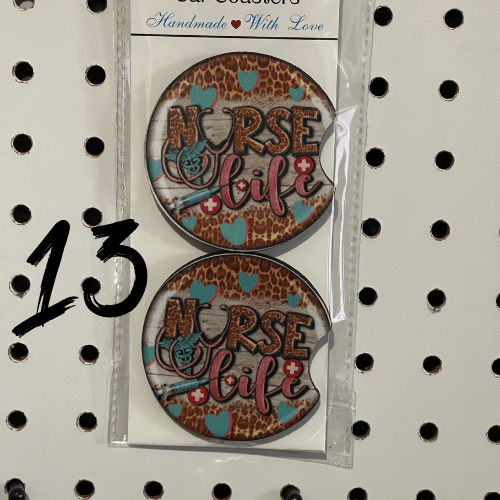 Car Coasters
Handmade ♥ With Love
NURSE
life
13
NURSE
life